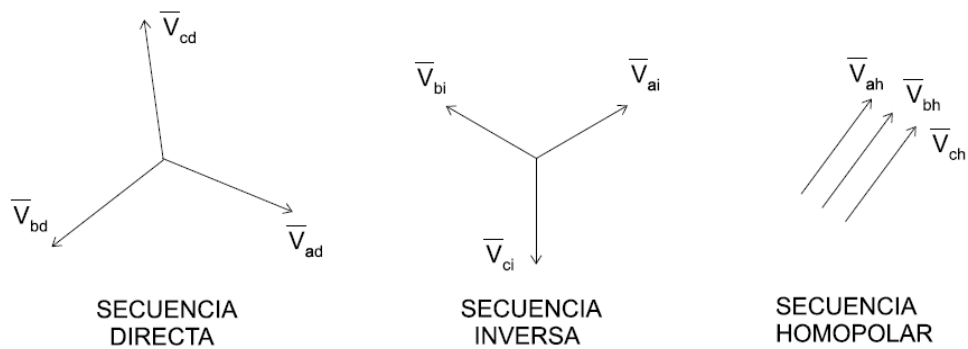 V̅cd
V̅bd
V̅ad
SECUENCIA
DIRECTA
V̅bi
V̅ai
V̅ci
SECUENCIA
INVERSA
V̅ah
V̅bh
V̅ch
SECUENCIA
HOMOPOLAR